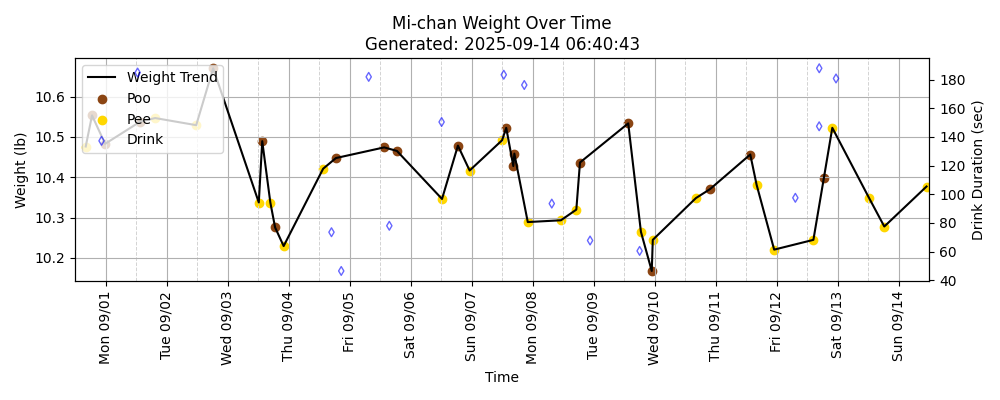 Mi-chan Weight Over Time
Generated: 2025-09-14 06:40:43
Weight Trend
Poo
Pee
Drink
Weight (lb)
10.6
10.5
10.4
10.3
10.2
Drink Duration (sec)
180
160
140
120
100
80
60
40
Mon 09/01
Tue 09/02
Wed 09/03
Thu 09/04
Fri 09/05
Sat 09/06
Sun 09/07
Mon 09/08
Tue 09/09
Wed 09/10
Thu 09/11
Fri 09/12
Sat 09/13
Sun 09/14
Time